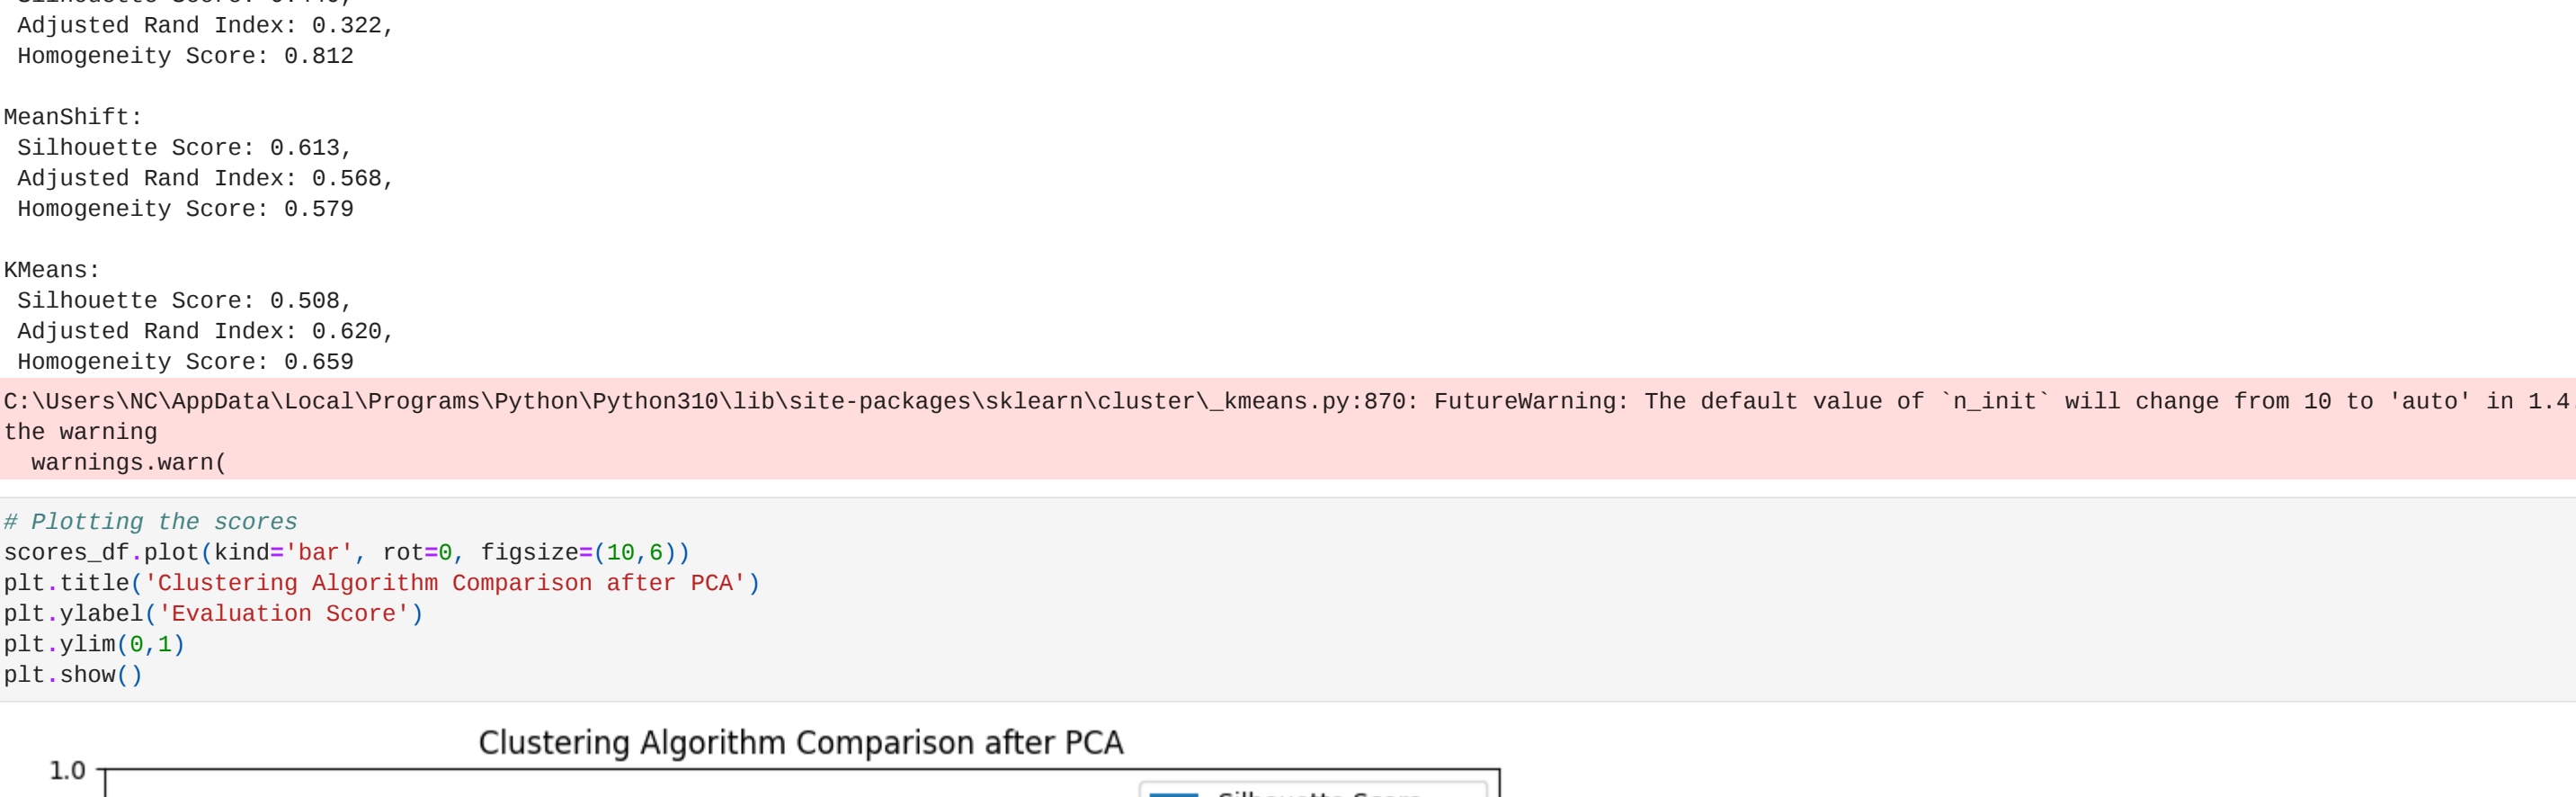 Adjusted Rand Index: 0.322,
Homogeneity Score: 0.812
MeanShift:
Silhouette Score: 0.613,
Adjusted Rand Index: 0.568,
Homogeneity Score: 0.579
KMeans:
Silhouette Score: 0.508,
Adjusted Rand Index: 0.620,
Homogeneity Score: 0.659
C:\Users\NC\AppData\Local\Programs\Python\Python310\lib\site-packages\sklearn\cluster\_kmeans.py:870: FutureWarning: The default value of `n_init` will change from 10 to 'auto' in 1.4
the warning
warnings.warn(
# Plotting the scores
scores_df.plot(kind='bar', rot=0, figsize=(10,6))
plt.title('Clustering Algorithm Comparison after PCA')
plt.ylabel('Evaluation Score')
plt.ylim(0,1)
plt.show()
Clustering Algorithm Comparison after PCA
1.0
Silhouette Score